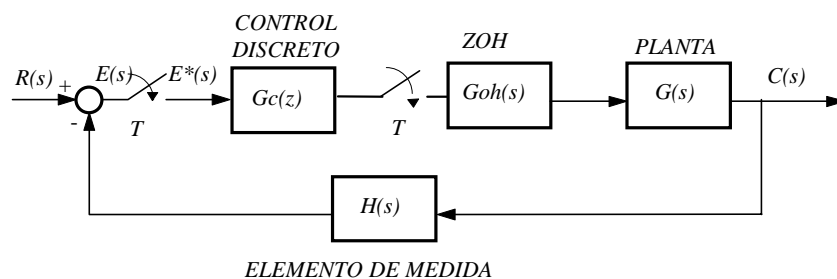 CONTROL
DISCRETO
ZOH
PLANTA
R(s)
+
E(s)
E*(s)
Gc(z)
Goh(s)
G(s)
C(s)
-
T
T
H(s)
ELEMENTO DE MEDIDA